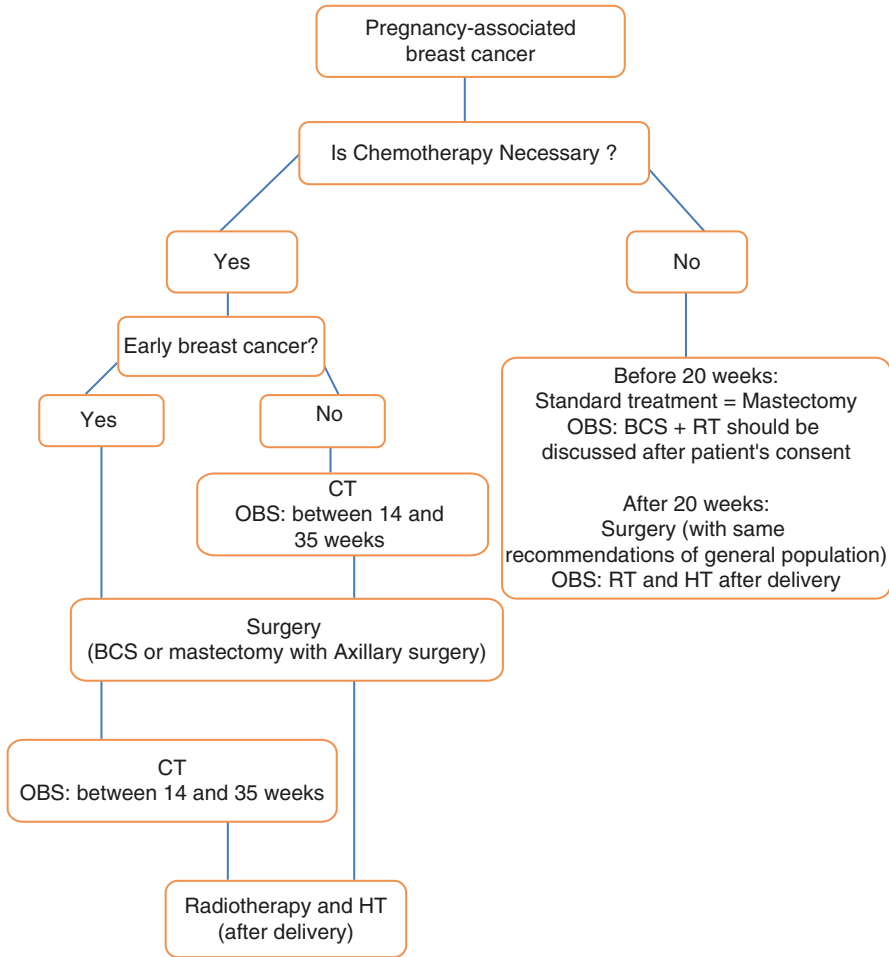 Pregnancy-associated
breast cancer
Is Chemotherapy Necessary ?
Yes
No
Early breast cancer?
Yes
No
Before 20 weeks:
Standard treatment = Mastectomy
OBS: BCS + RT should be
discussed after patient's consent
After 20 weeks:
Surgery (with same
recommendations of general population)
OBS: RT and HT after delivery
CT
OBS: between 14 and
35 weeks
Surgery
(BCS or mastectomy with Axillary surgery)
CT
OBS: between 14 and 35 weeks
Radiotherapy and HT
(after delivery)